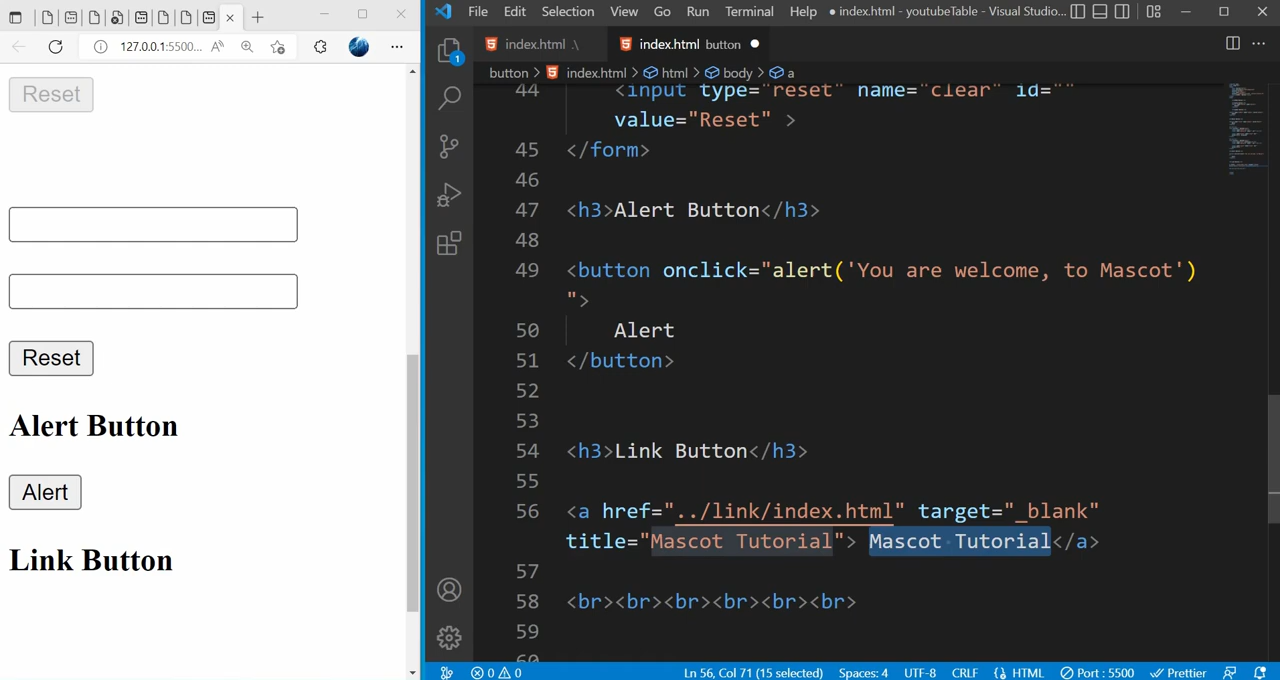 File Edit Selection View Go Run Terminal Help ● index.html - youtubeTable - Visual Studio...
127.0.0.1:5500...
index.html .\
index.html button ●
button > index.html > html > body > a
1
Reset
Reset
Alert Button
Alert
Link Button
44 <input type="reset" name="clear" id=""
value="Reset" >
45 </form>
46
47 <h3>Alert Button</h3>
48
49 <button onclick="alert('You are welcome, to Mascot')
">
50 Alert
51 </button>
52
53
54 <h3>Link Button</h3>
55
56 <a href="../link/index.html" target="_blank"
title="Mascot Tutorial"> Mascot Tutorial</a>
57
58 <br><br><br><br><br><br>
59
60
0 0 Ln 56, Col 71 (15 selected) Spaces: 4 UTF-8 CRLF HTML Port : 5500 Prettier